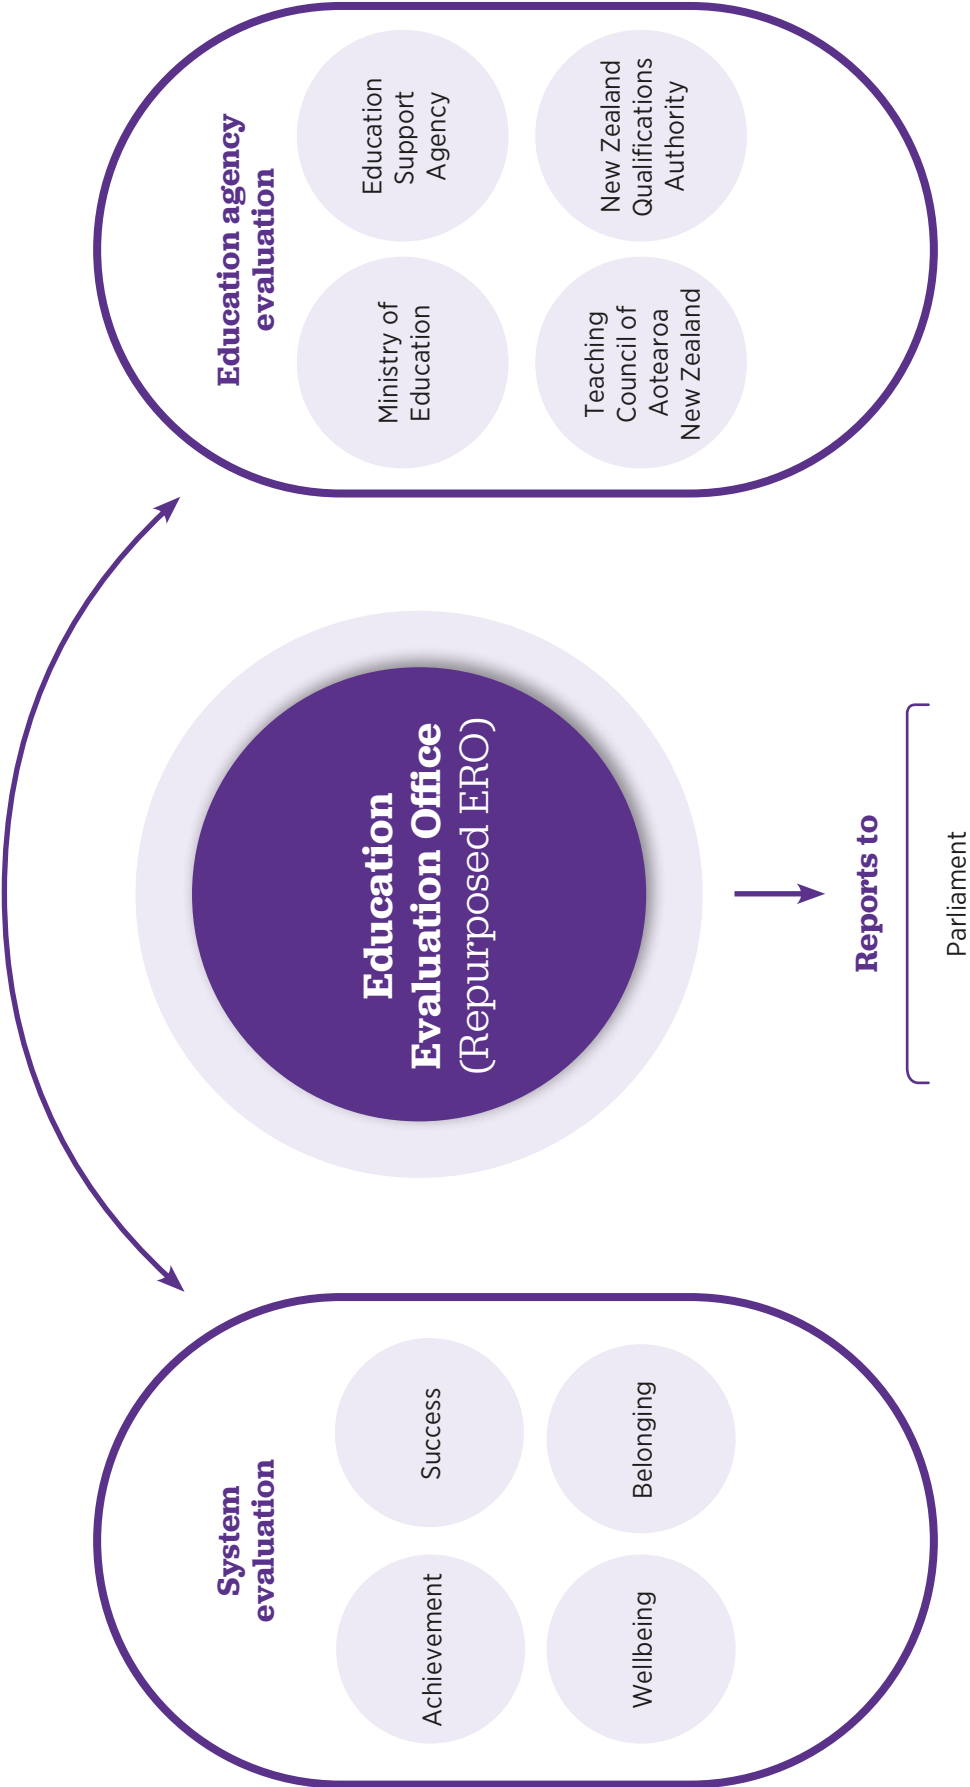 System
evaluation
Achievement
Success
Wellbeing
Belonging
Education
Evaluation Office
(Repurposed ERO)
Reports to
Parliament
Education agency
evaluation
Ministry of
Education
Education
Support
Agency
Teaching
Council of
Aotearoa
New Zealand
New Zealand
Qualifications
Authority